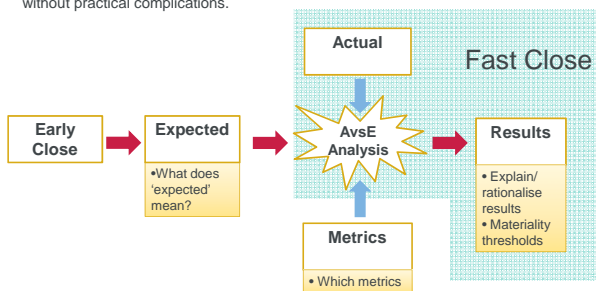 without practical complications.
Actual
Fast Close
Early
Close
Expected
•What does
'expected'
mean?
AvsE
Analysis
Results
• Explain/
rationalise
results
• Materiality
thresholds
Metrics
• Which metrics